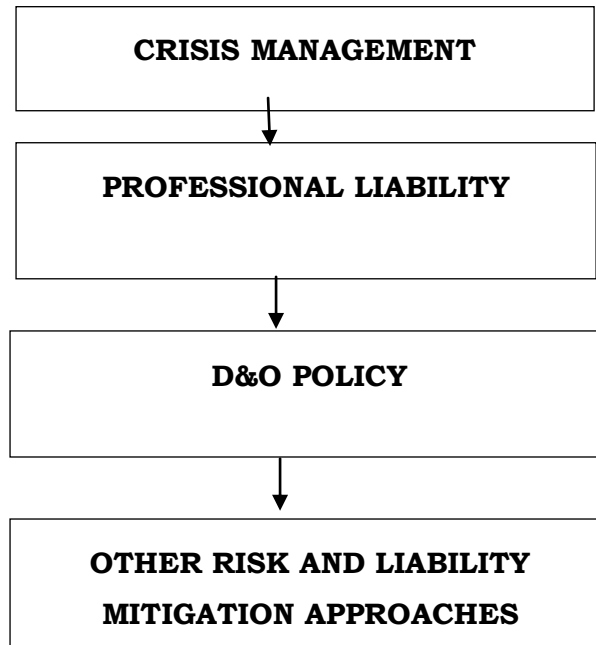 CRISIS MANAGEMENT
PROFESSIONAL LIABILITY
D&O POLICY
OTHER RISK AND LIABILITY
MITIGATION APPROACHES